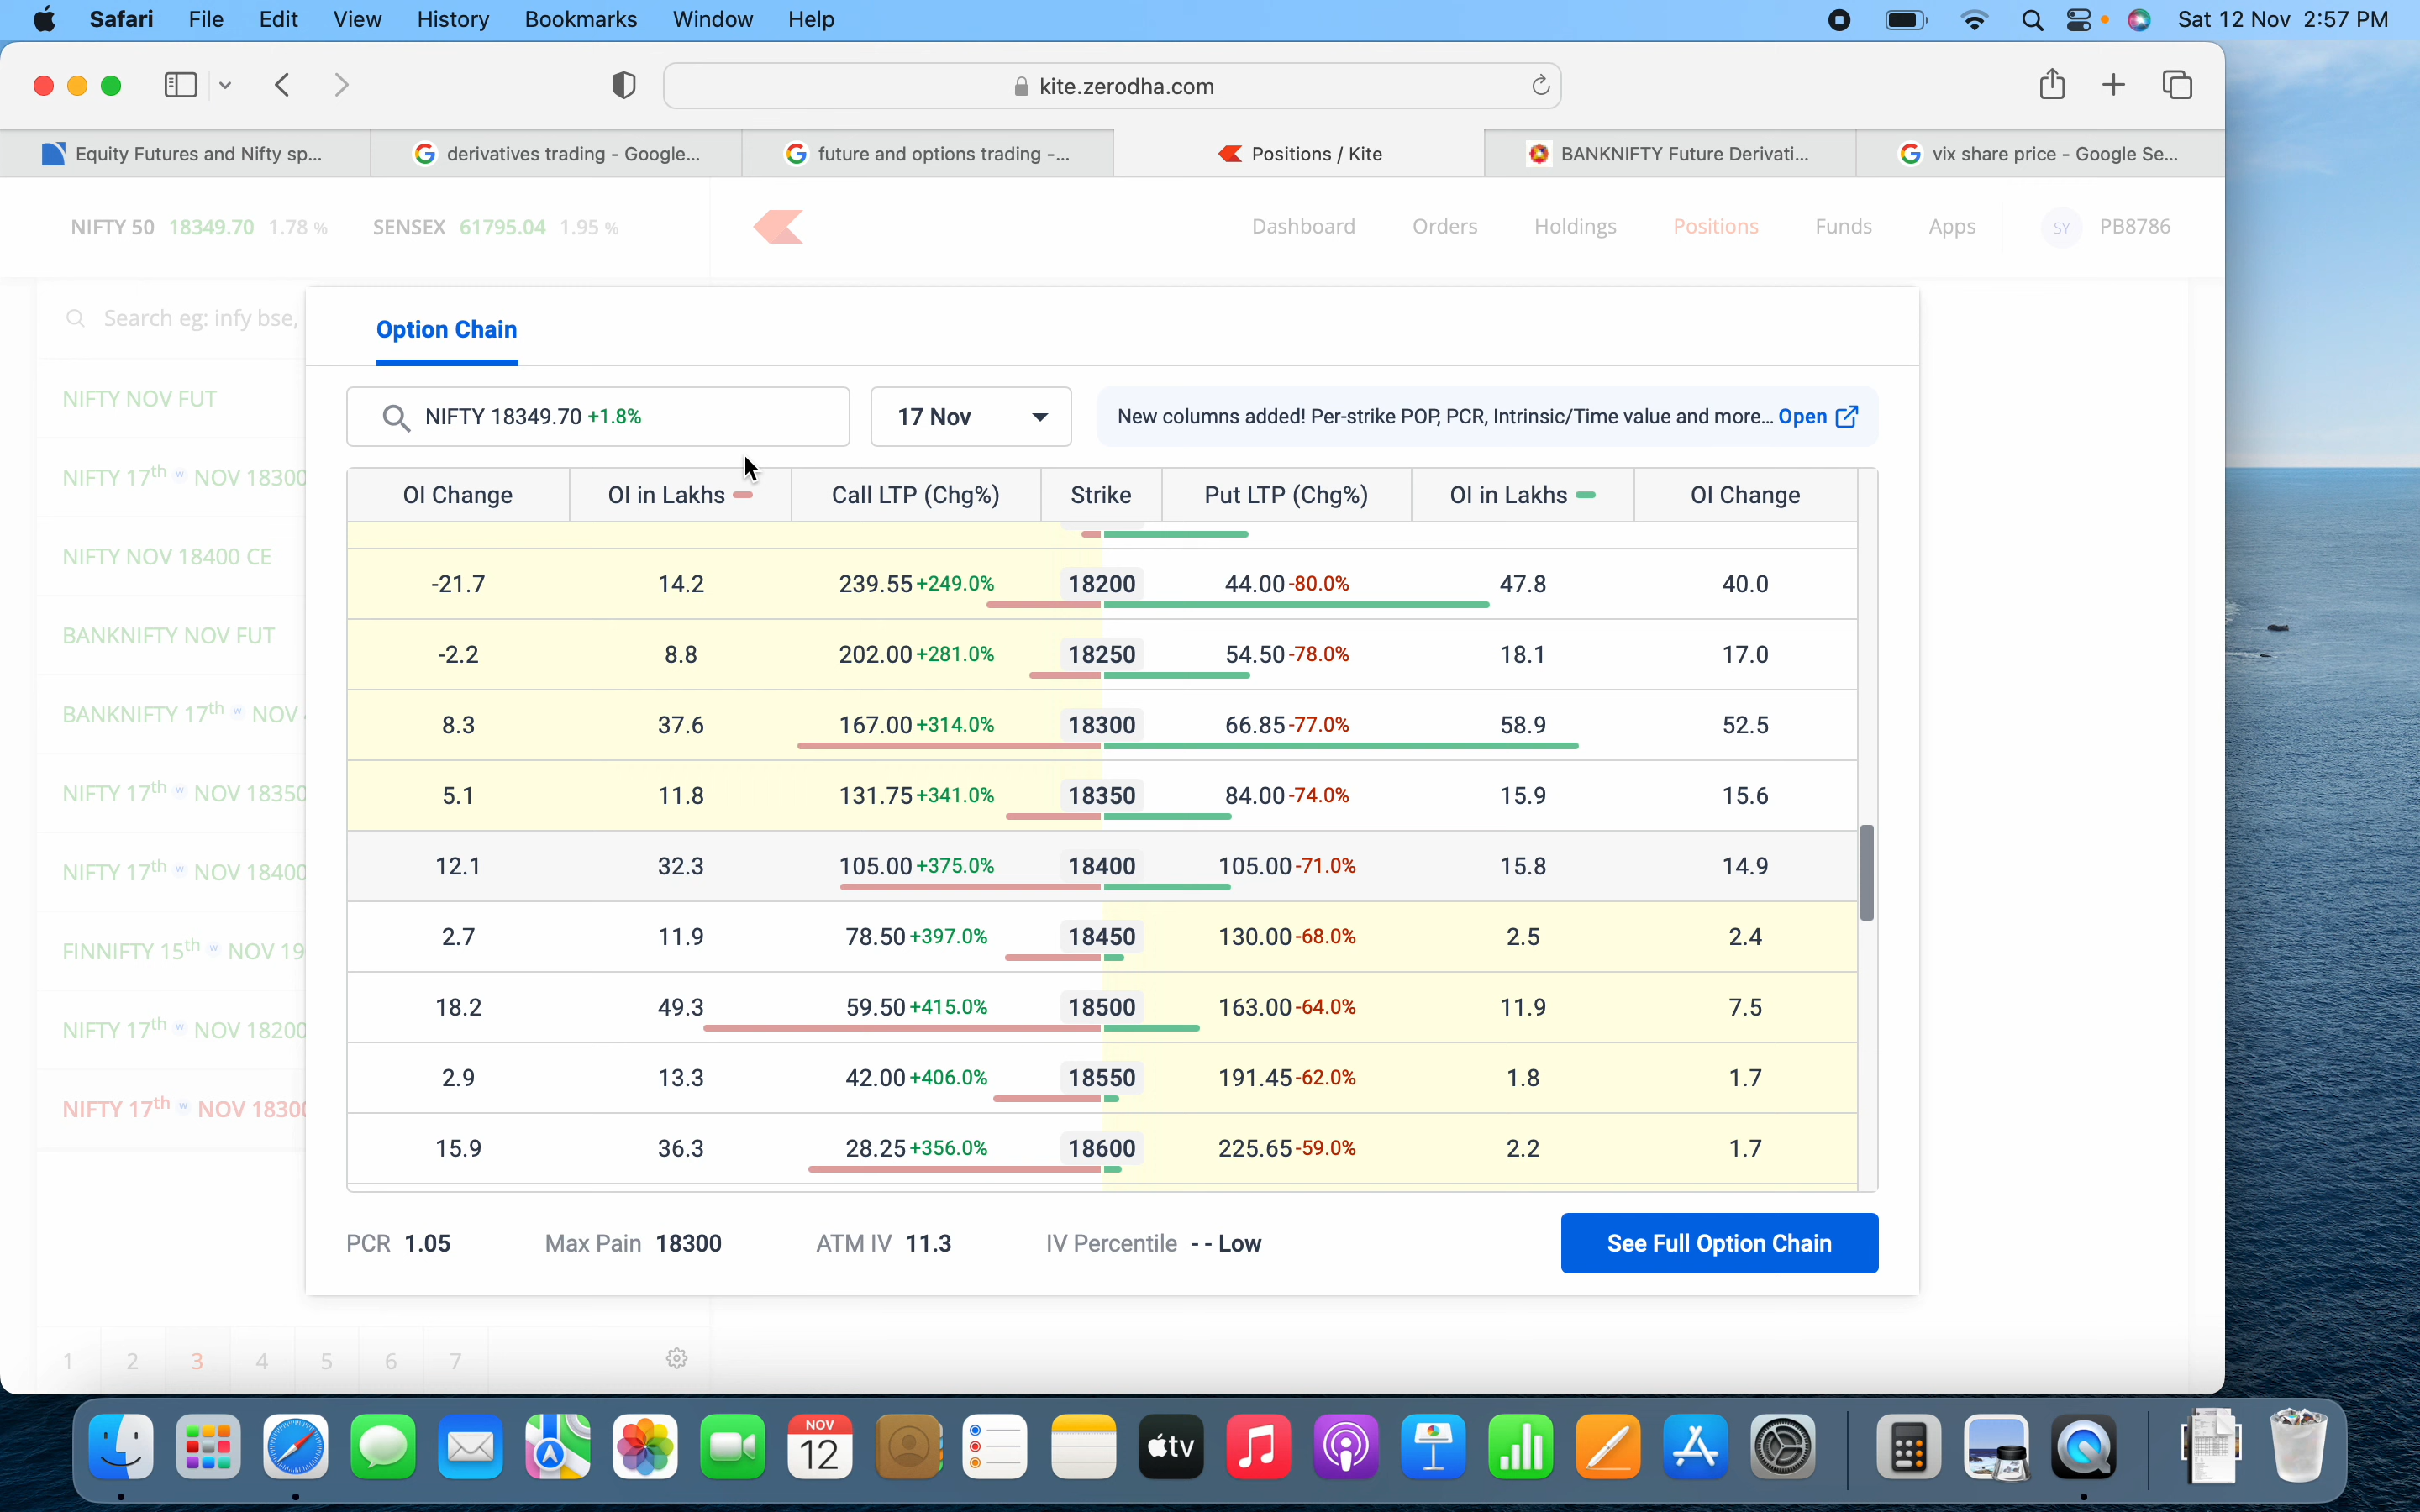 Safari File Edit View History Bookmarks Window Help Sat 12 Nov 2:57 PM
kite.zerodha.com
Equity Futures and Nifty sp... derivatives trading - Google... future and options trading -... Positions / Kite BANKNIFTY Future Derivati... vix share price - Google Se...
NIFTY 50 18349.70 1.78 % SENSEX 61795.04 1.95 % Dashboard Orders Holdings Positions Funds Apps SY PB8786
Search eg: infy bse,
NIFTY NOV FUT
NIFTY 17th w NOV 18300
NIFTY NOV 18400 CE
BANKNIFTY NOV FUT
BANKNIFTY 17th w NOV
NIFTY 17th w NOV 18350
NIFTY 17th w NOV 18400
FINNIFTY 15th w NOV 19
NIFTY 17th w NOV 18200
NIFTY 17th w NOV 18300
1 2 3 4 5 6 7
Option Chain
NIFTY 18349.70 +1.8% 17 Nov New columns added! Per-strike POP, PCR, Intrinsic/Time value and more... Open
OI Change OI in Lakhs Call LTP (Chg%) Strike Put LTP (Chg%) OI in Lakhs OI Change
-21.7 14.2 239.55 +249.0% 18200 44.00 -80.0% 47.8 40.0
-2.2 8.8 202.00 +281.0% 18250 54.50 -78.0% 18.1 17.0
8.3 37.6 167.00 +314.0% 18300 66.85 -77.0% 58.9 52.5
5.1 11.8 131.75 +341.0% 18350 84.00 -74.0% 15.9 15.6
12.1 32.3 105.00 +375.0% 18400 105.00 -71.0% 15.8 14.9
2.7 11.9 78.50 +397.0% 18450 130.00 -68.0% 2.5 2.4
18.2 49.3 59.50 +415.0% 18500 163.00 -64.0% 11.9 7.5
2.9 13.3 42.00 +406.0% 18550 191.45 -62.0% 1.8 1.7
15.9 36.3 28.25 +356.0% 18600 225.65 -59.0% 2.2 1.7
PCR 1.05 Max Pain 18300 ATM IV 11.3 IV Percentile - - Low See Full Option Chain
NOV
12
tv